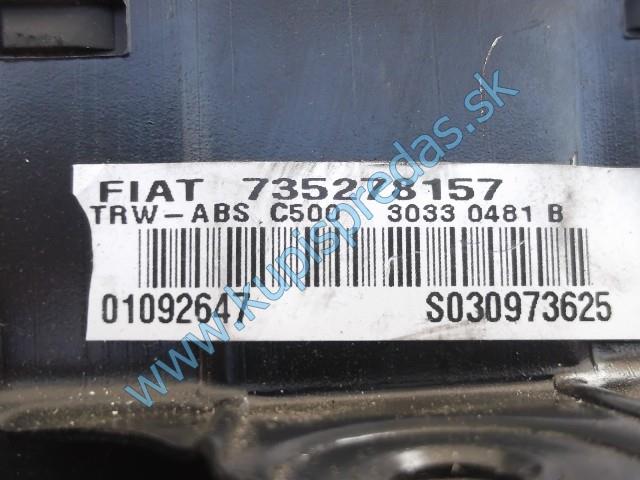 FIAT 735278157
TRW-ABS C500 3033 0481 B
01092647 S030973625
www.kupispredas.sk